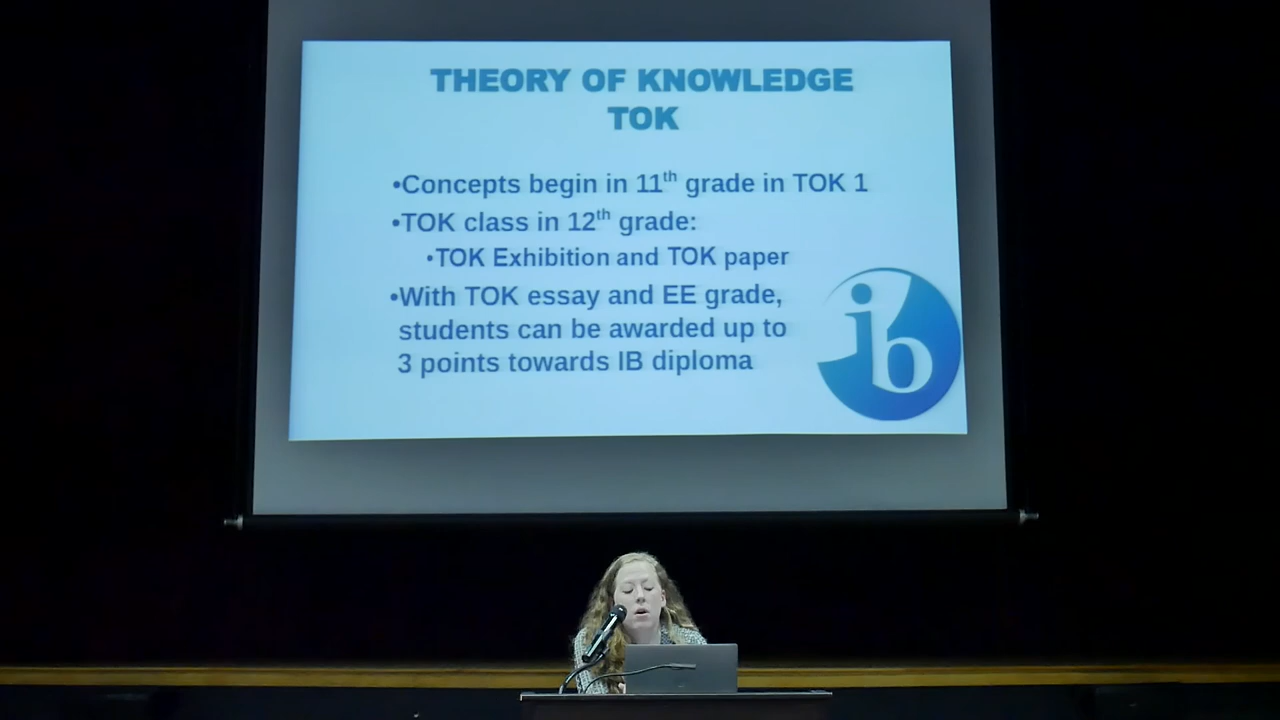 THEORY OF KNOWLEDGE
TOK
•Concepts begin in 11th grade in TOK 1
•TOK class in 12th grade:
•TOK Exhibition and TOK paper
•With TOK essay and EE grade,
students can be awarded up to
3 points towards IB diploma
ib